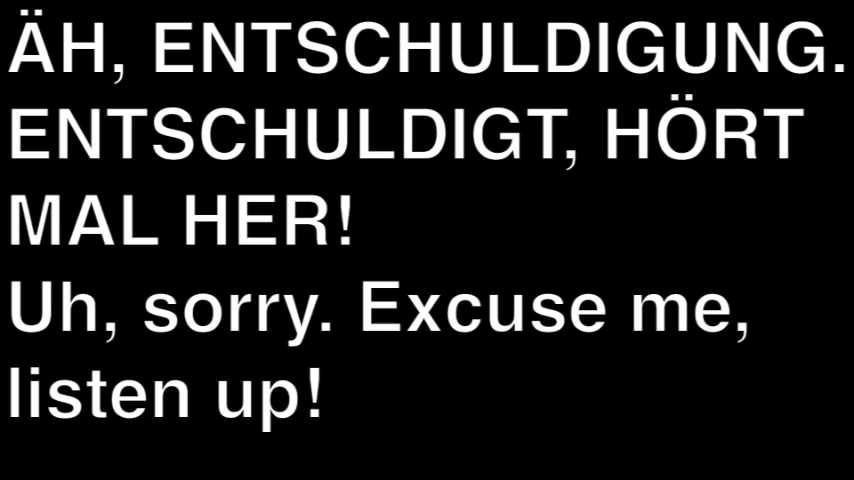 ÄH, ENTSCHULDIGUNG.
ENTSCHULDIGT, HÖRT
MAL HER!
Uh, sorry. Excuse me,
listen up!